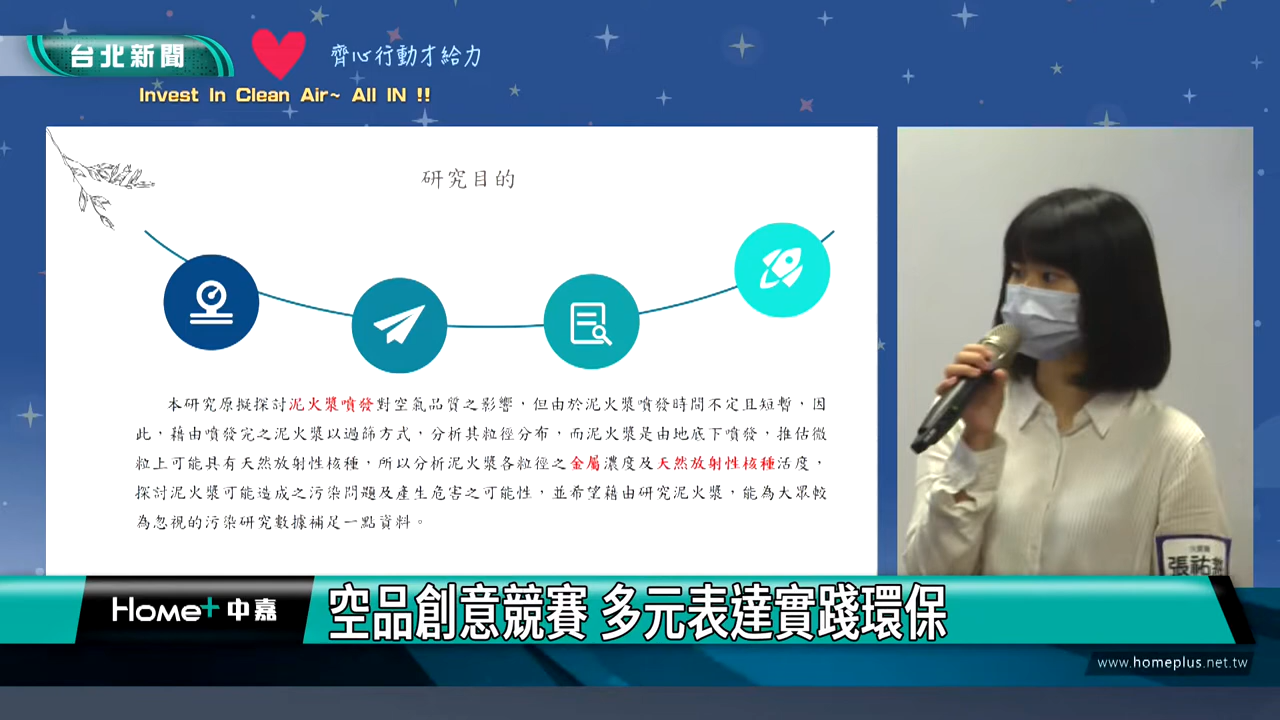 台北新聞
齊心行動才給力
Invest In Clean Air~ All IN !!
研究目的
本研究原擬探討泥火漿噴發對空氣品質之影響，但由於泥火漿噴發時間不定且短暫，因
此，藉由噴發完之泥火漿以過篩方式，分析其粒徑分布，而泥火漿是由地底下噴發，推估微
粒上可能具有天然放射性核種，所以分析泥火漿各粒徑之金屬濃度及天然放射性核種活度，
探討泥火漿可能造成之污染問題及產生危害之可能性，並希望藉由研究泥火漿，能為大眾較
為忽視的污染研究數據補足一點資料。
張祐
Home+中嘉
空品創意競賽 多元表達實踐環保
www.homeplus.net.tw